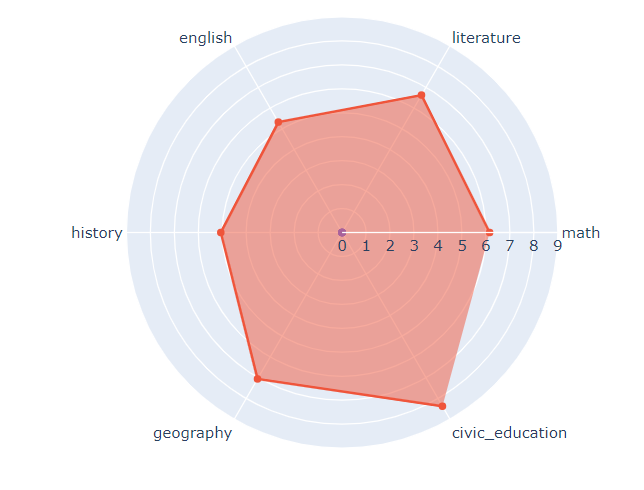 english
literature
history
math
0 1 2 3 4 5 6 7 8 9
geography
civic_education